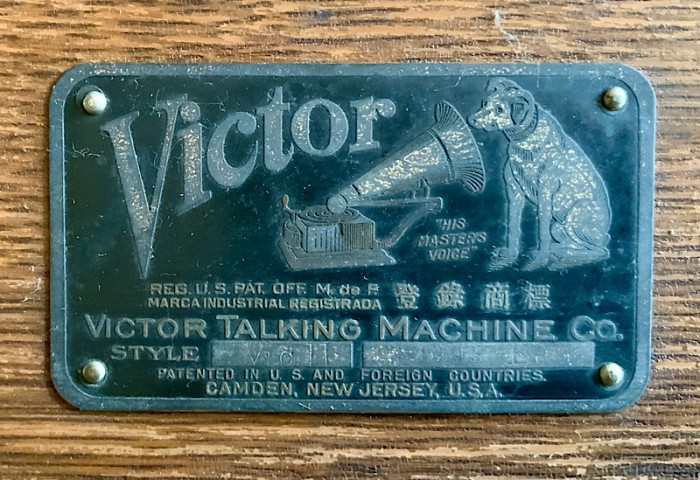 Victor
"HIS
MASTER'S
VOICE"
REG. U.S. PAT. OFF. M. de F.
MARCA INDUSTRIAL REGISTRADA
登錄商標
VICTOR TALKING MACHINE CO.
STYLE
PATENTED IN U. S. AND FOREIGN COUNTRIES.
CAMDEN, NEW JERSEY, U.S.A.